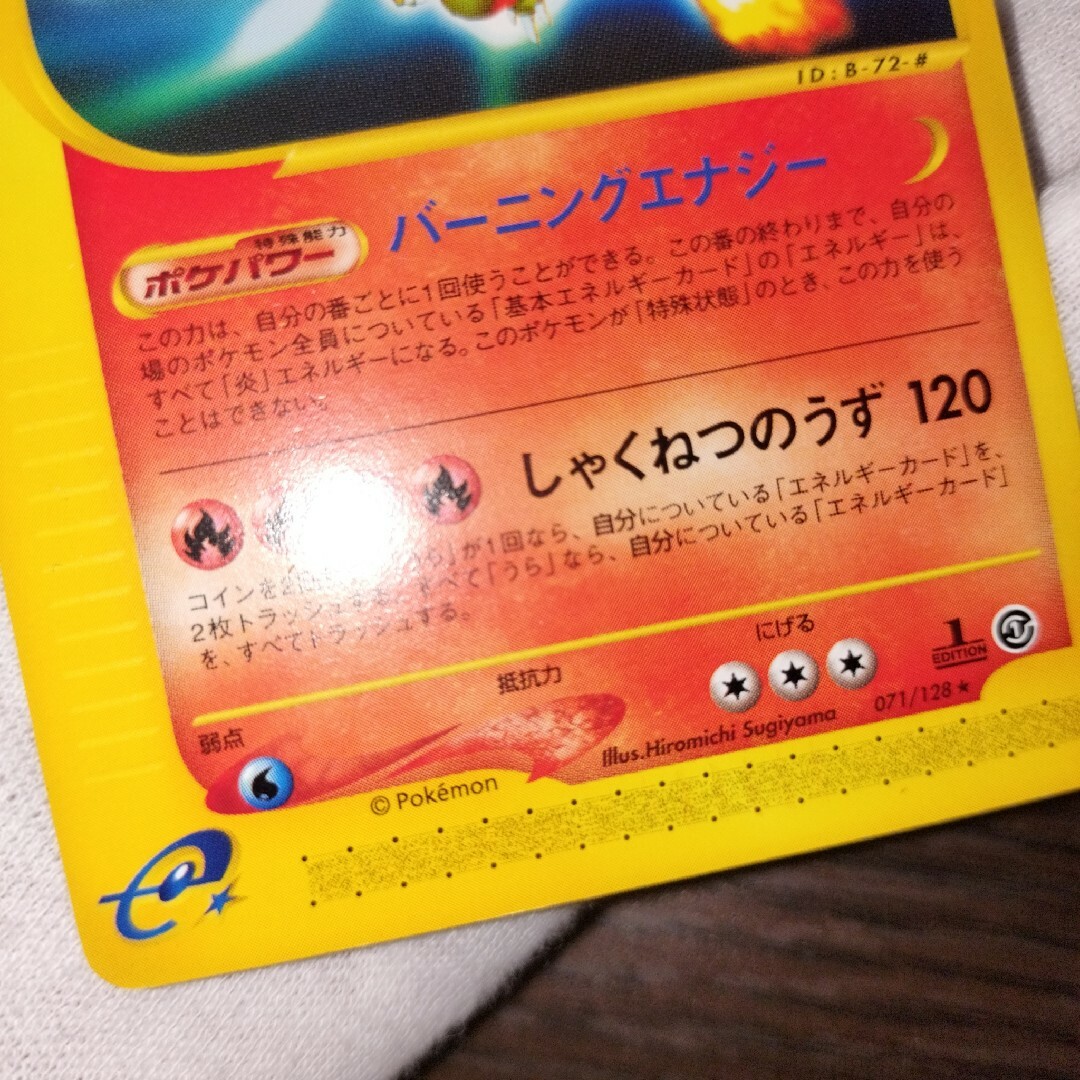 ID:B-72-#
特殊能力
ポケパワー
バーニングエナジー
この力は、自分の番ごとに1回使うことができる。この番の終わりまで、自分の
場のポケモン全員についている「基本エネルギーカード」の「エネルギー」は、
すべて「炎」エネルギーになる。このポケモンが「特殊状態」のとき、この力を使う
ことはできない。
しゃくねつのうず 120
コインを2 が1回なら、自分についている「エネルギーカード」を、
2枚トラッシュ すべて「うら」なら、自分についている「エネルギーカード」
を、すべてトラッシュする。
弱点
抵抗力
にげる
1
EDITION
Illus.Hiromichi Sugiyama
071/128★
© Pokémon
e